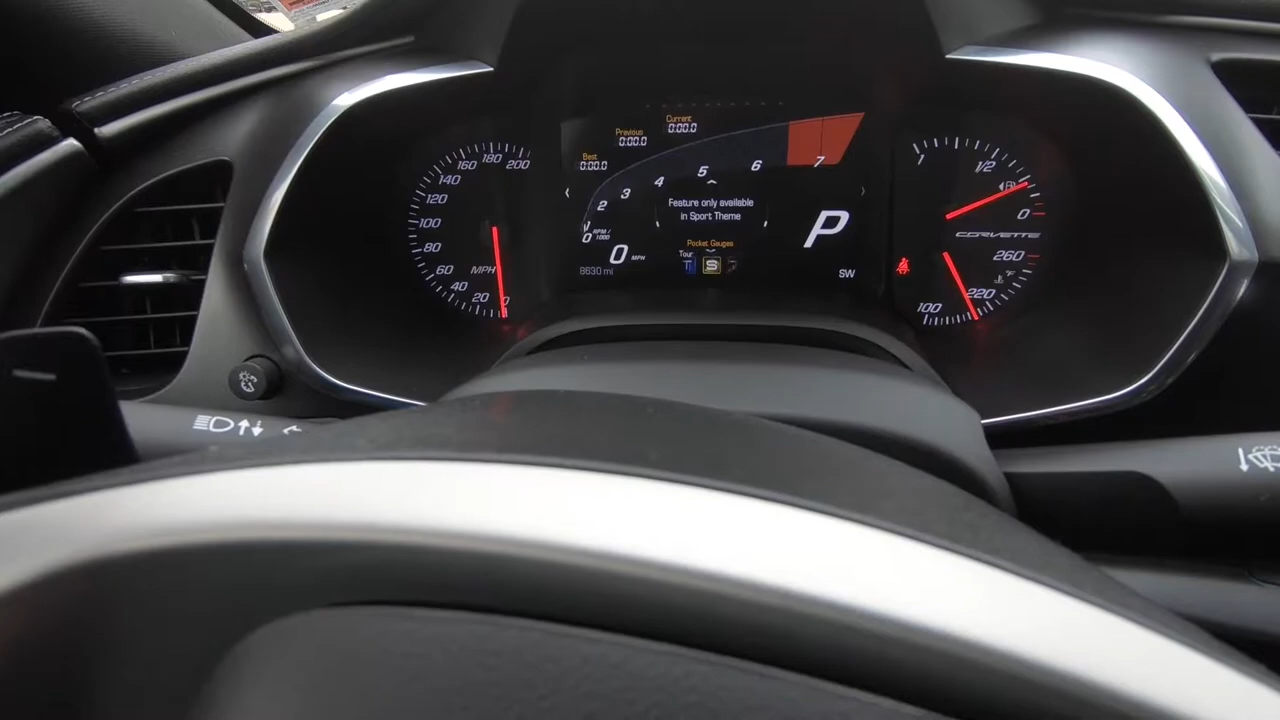 200
180
160
140
120
100
80
60
40
20
0
MPH
Current
0:00.0
Previous
0:00.0
Best
0:00.0
7
6
5
4
3
2
0
RPM /
1000
Feature only available
in Sport Theme
Pocket Gauges
Tour
T
S
0 MPH
8630 mi
P
SW
1/2
0
CORVETTE
260
°F
220
100